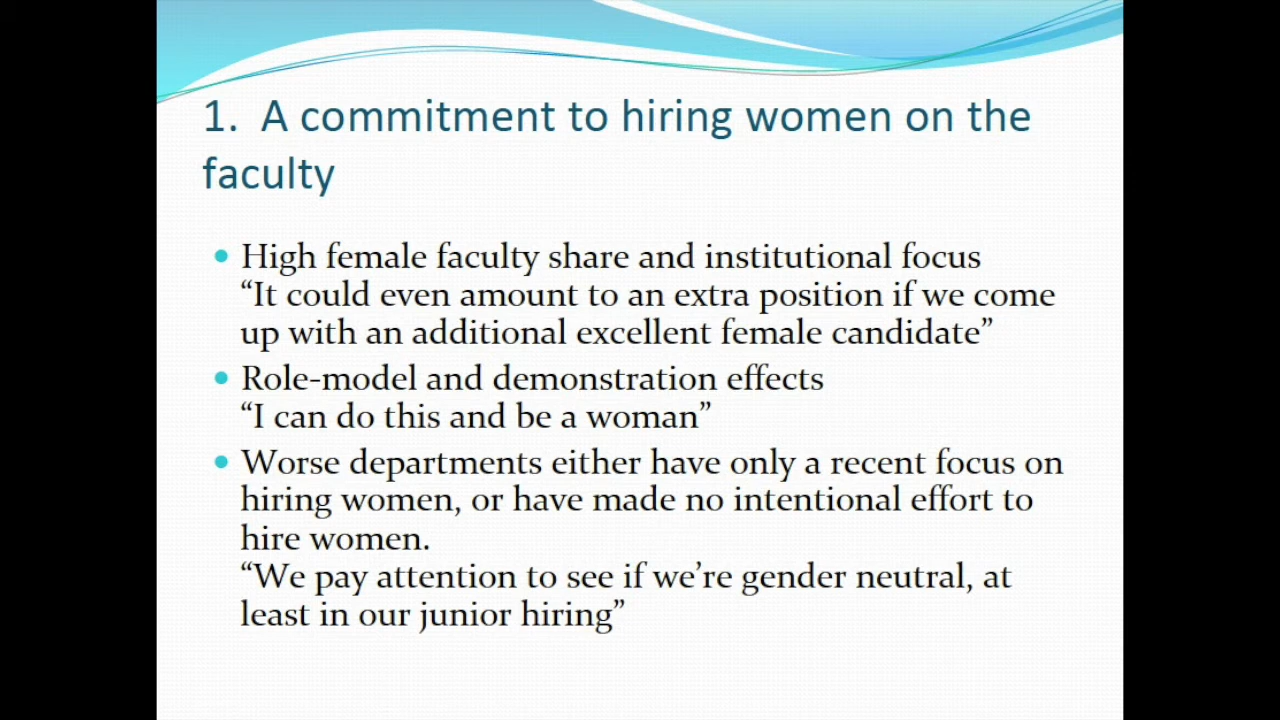 1. A commitment to hiring women on the
faculty
• High female faculty share and institutional focus
“It could even amount to an extra position if we come
up with an additional excellent female candidate”
• Role-model and demonstration effects
“I can do this and be a woman”
• Worse departments either have only a recent focus on
hiring women, or have made no intentional effort to
hire women.
“We pay attention to see if we’re gender neutral, at
least in our junior hiring”